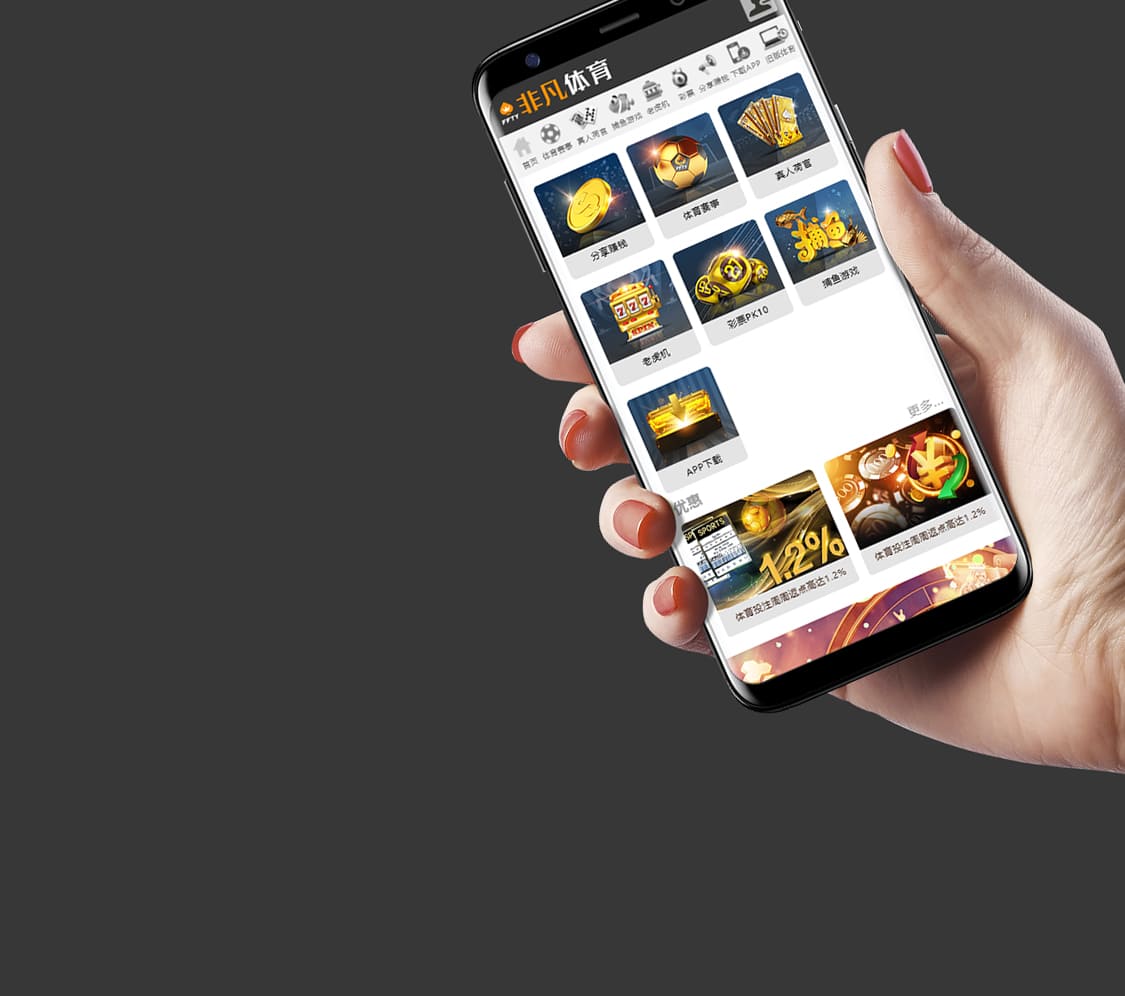 非凡体育
FFTY
首页 体育赛事 真人荷官 捕鱼游戏 老虎机 彩票 分享赚钱 下载APP 旧版体育
分享赚钱
体育赛事
真人荷官
777
SPIN
老虎机
彩票PK10
捕鱼
捕鱼游戏
APP下载
更多...
优惠
SPORTS
1.2%
体育投注周周返点高达1.2%
体育投注周周返点高达1.2%